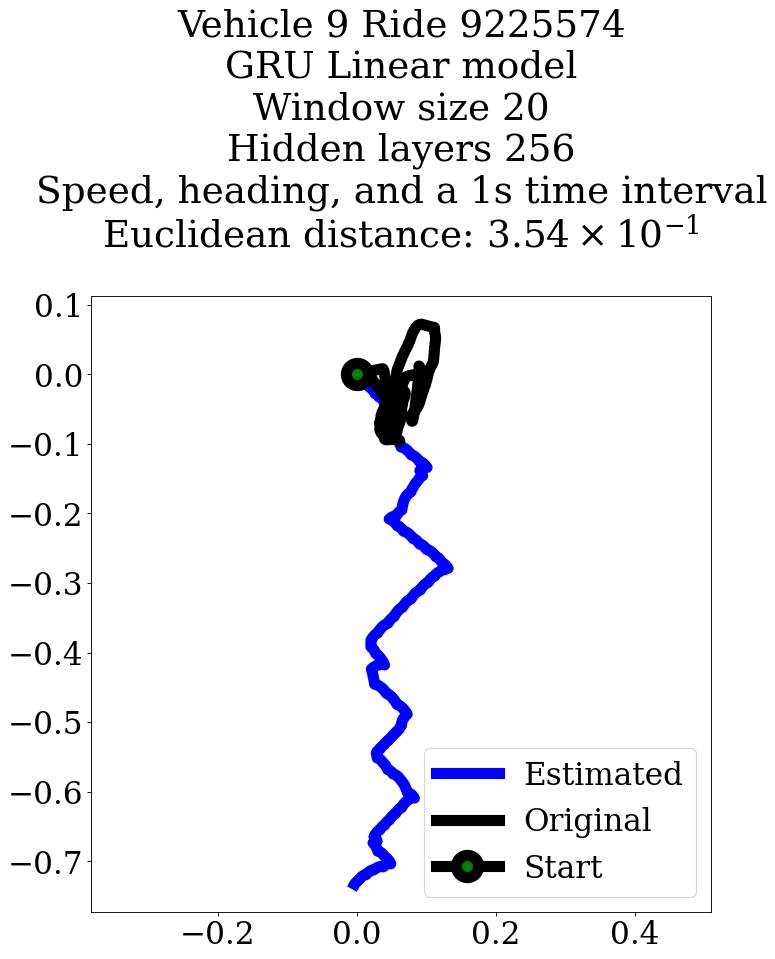 Vehicle 9 Ride 9225574
GRU Linear model
Window size 20
Hidden layers 256
Speed, heading, and a 1s time interval
Euclidean distance: 3.54 × 10⁻¹
0.1
0.0
−0.1
−0.2
−0.3
−0.4
−0.5
−0.6
−0.7
Estimated
Original
Start
−0.2 0.0 0.2 0.4